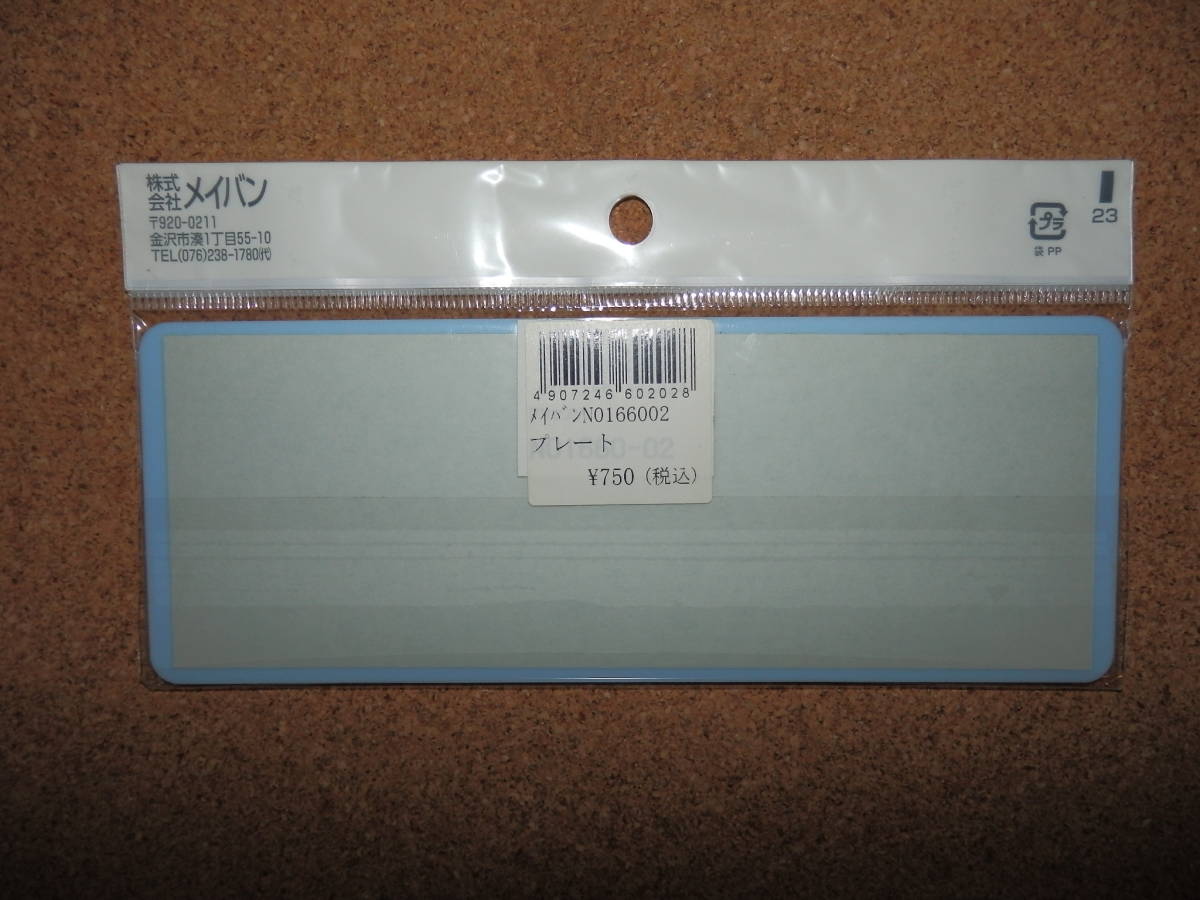 株式会社メイバン
〒920-0211
金沢市湊1丁目55-10
TEL(076)238-1780(代)
プラ
袋 PP
23
4 907246 602028
ﾒｲﾊﾞﾝN0166002
プレート
¥750 (税込)